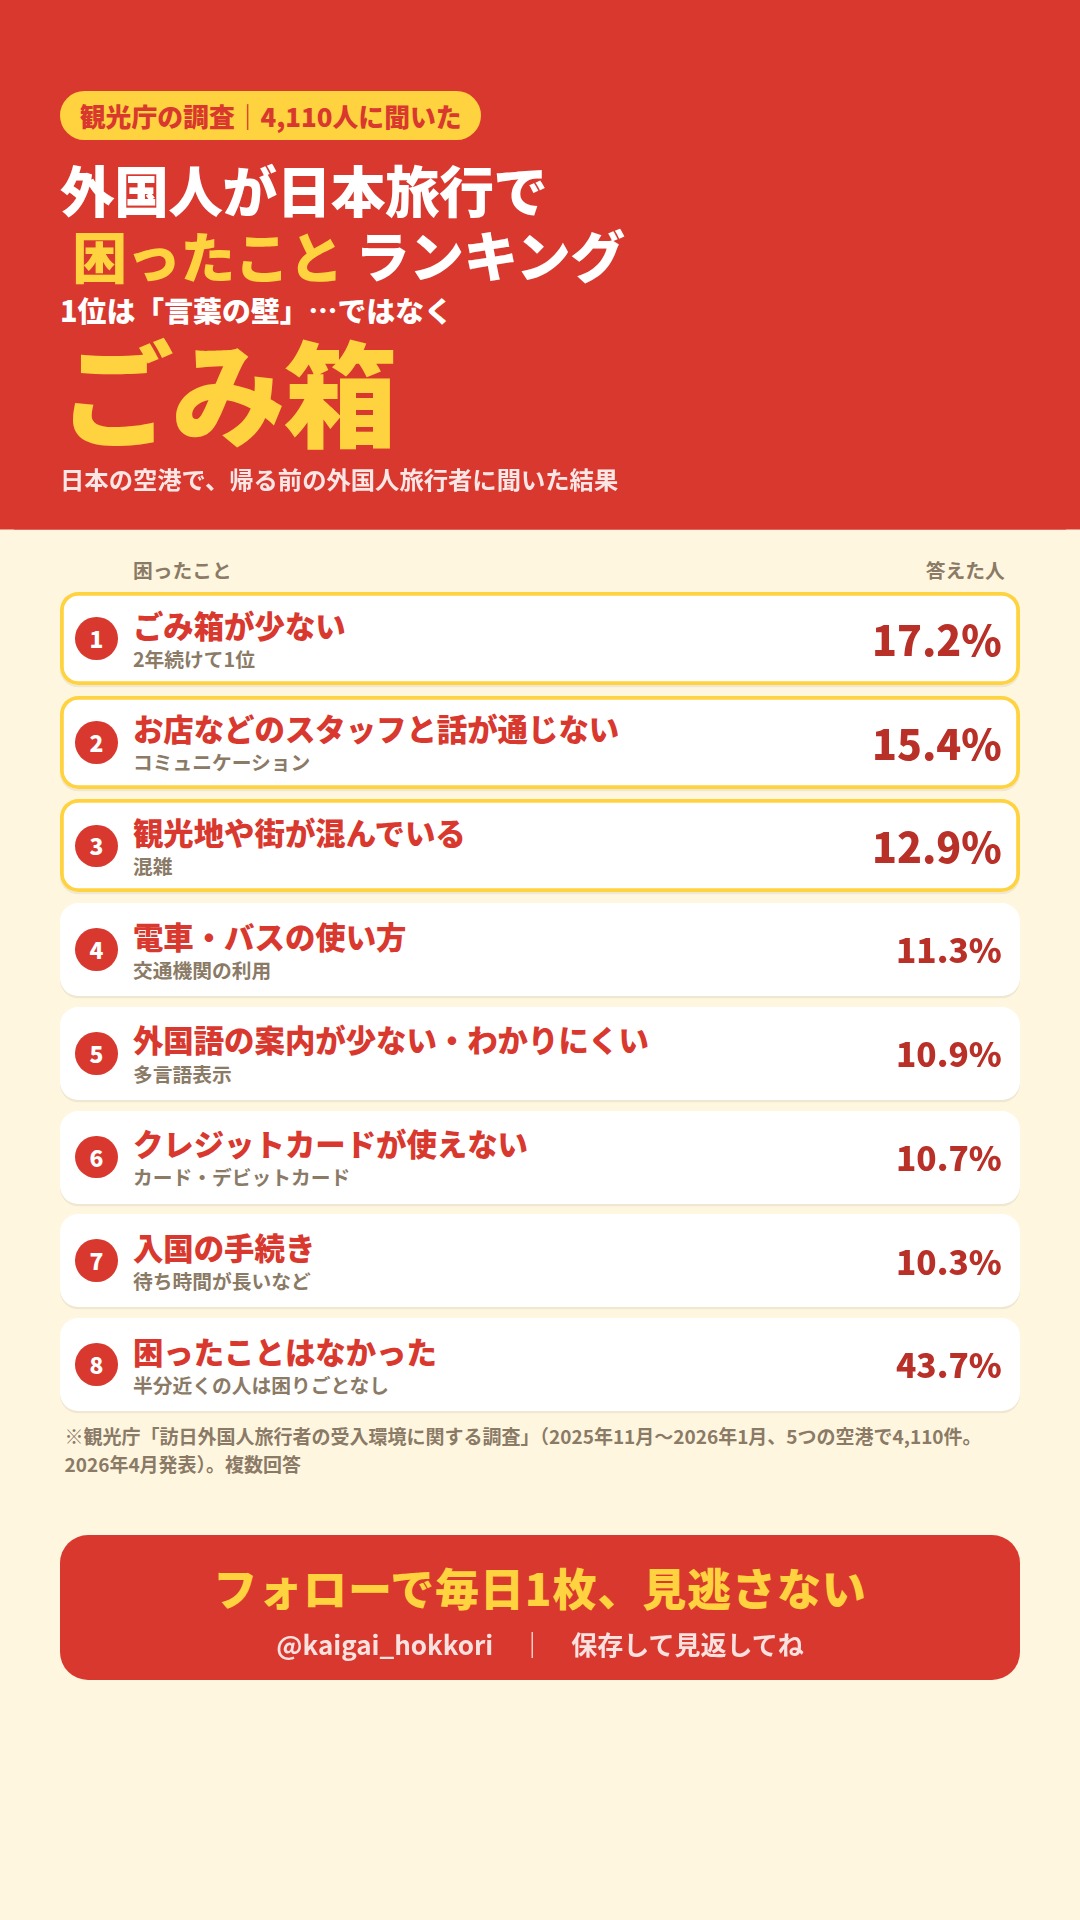 観光庁の調査｜4,110人に聞いた
外国人が日本旅行で
困ったこと ランキング
1位は「言葉の壁」…ではなく
ごみ箱
日本の空港で、帰る前の外国人旅行者に聞いた結果
困ったこと 答えた人
1 ごみ箱が少ない 17.2%
2年続けて1位
2 お店などのスタッフと話が通じない 15.4%
コミュニケーション
3 観光地や街が混んでいる 12.9%
混雑
4 電車・バスの使い方 11.3%
交通機関の利用
5 外国語の案内が少ない・わかりにくい 10.9%
多言語表示
6 クレジットカードが使えない 10.7%
カード・デビットカード
7 入国の手続き 10.3%
待ち時間が長いなど
8 困ったことはなかった 43.7%
半分近くの人は困りごとなし
※観光庁「訪日外国人旅行者の受入環境に関する調査」（2025年11月～2026年1月、5つの空港で4,110件。
2026年4月発表）。複数回答
フォローで毎日1枚、見逃さない
@kaigai_hokkori ｜ 保存して見返してね